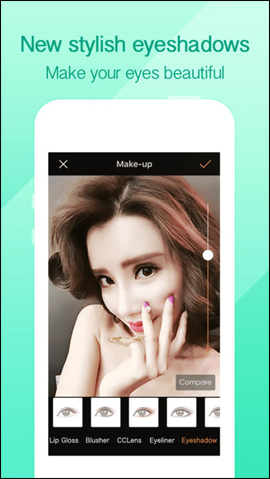 New stylish eyeshadows
Make your eyes beautiful
Make-up
Compare
Lip Gloss Blusher CCLens Eyeliner Eyeshadow